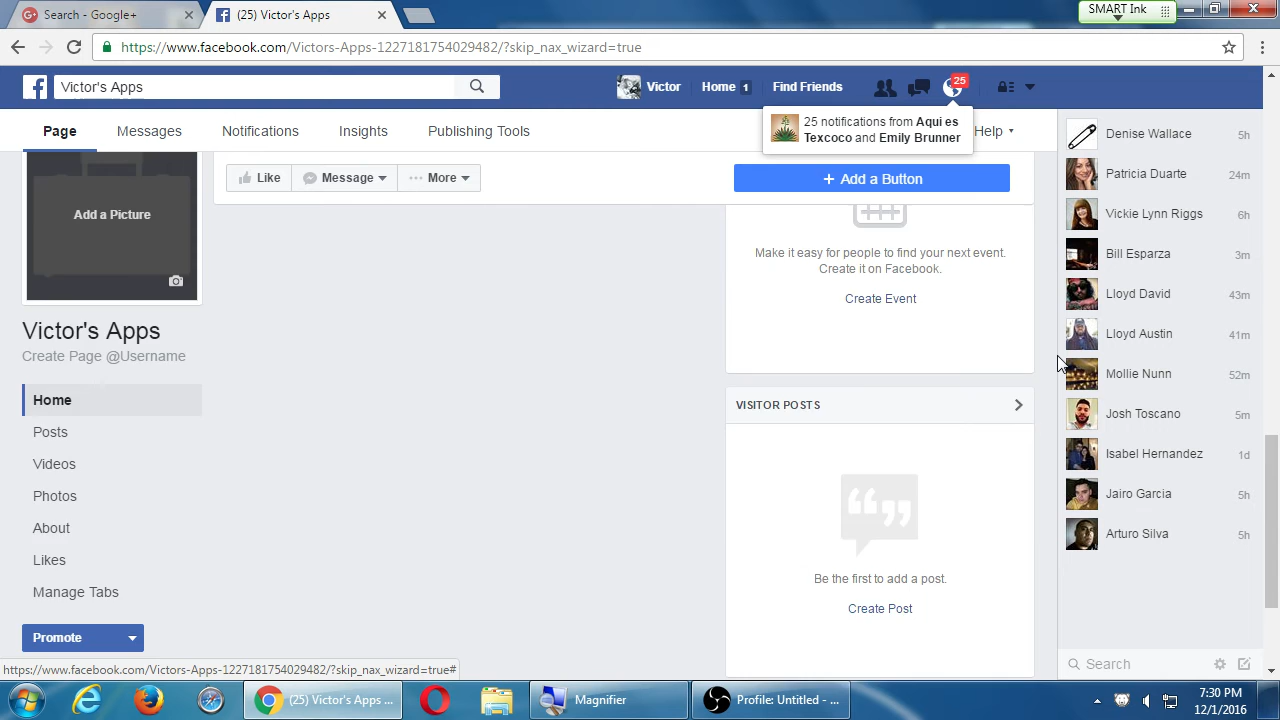 Search - Google+
(25) Victor's Apps
SMART Ink
https://www.facebook.com/Victors-Apps-1227181754029482/?skip_nax_wizard=true
Victor's Apps
Victor
Home 1
Find Friends
25
Page
Messages
Notifications
Insights
Publishing Tools
Help
25 notifications from Aqui es
Texcoco and Emily Brunner
Like
Message
More
+ Add a Button
Add a Picture
Make it easy for people to find your next event.
Create it on Facebook.
Create Event
Victor's Apps
Create Page @Username
Home
Posts
Videos
Photos
About
Likes
Manage Tabs
Promote
VISITOR POSTS
Be the first to add a post.
Create Post
Denise Wallace 5h
Patricia Duarte 24m
Vickie Lynn Riggs 6h
Bill Esparza 3m
Lloyd David 43m
Lloyd Austin 41m
Mollie Nunn 52m
Josh Toscano 5m
Isabel Hernandez 1d
Jairo Garcia 5h
Arturo Silva 5h
Search
https://www.facebook.com/Victors-Apps-1227181754029482/?skip_nax_wizard=true#
(25) Victor's Apps ...
Magnifier
Profile: Untitled - ...
7:30 PM
12/1/2016